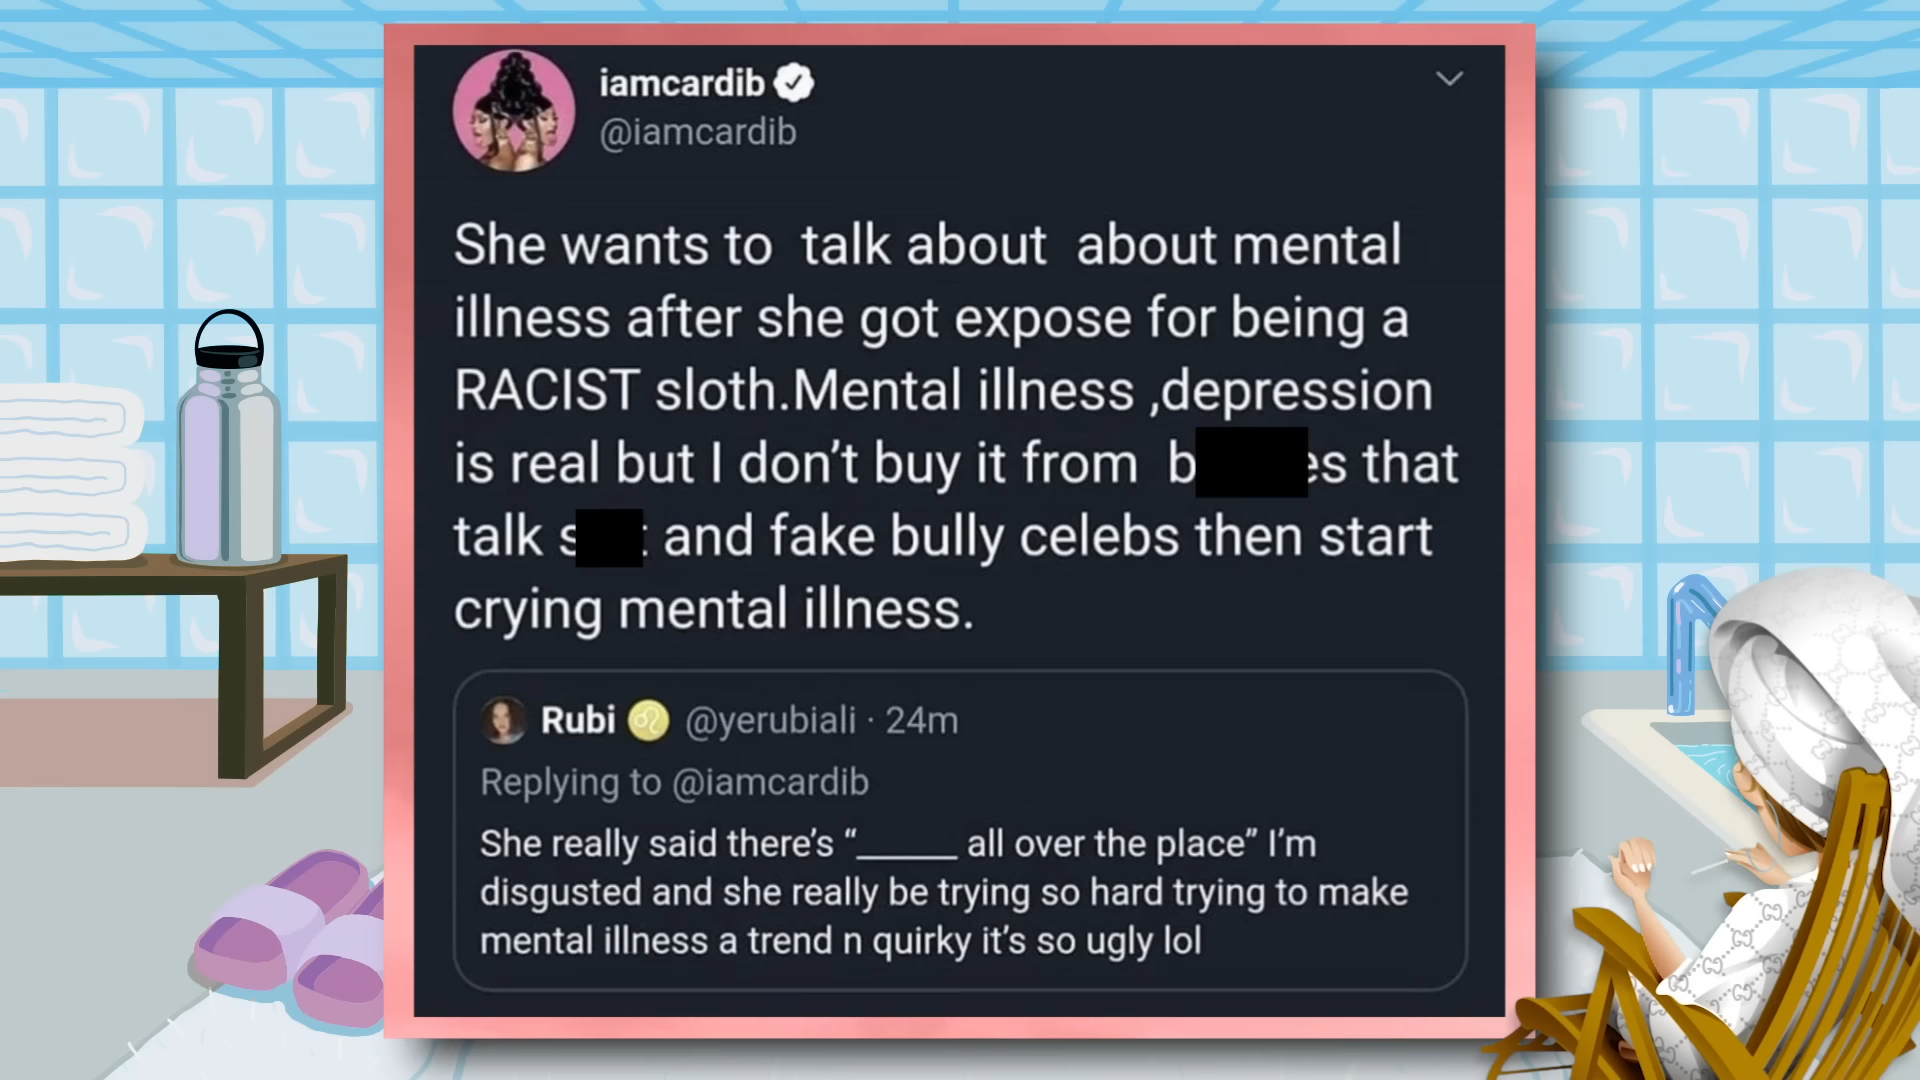 iamcardib
@iamcardib
She wants to talk about about mental
illness after she got expose for being a
RACIST sloth.Mental illness ,depression
is real but I don't buy it from b es that
talk s t and fake bully celebs then start
crying mental illness.
Rubi @yerubiali · 24m
Replying to @iamcardib
She really said there's "______ all over the place" I'm
disgusted and she really be trying so hard trying to make
mental illness a trend n quirky it's so ugly lol